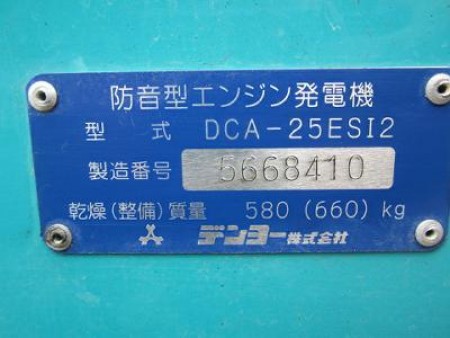 防音型エンジン発電機
型 式 DCA-25ESI2
製造番号 5668410
乾燥(整備)質量 580 (660) kg
デンヨー株式会社